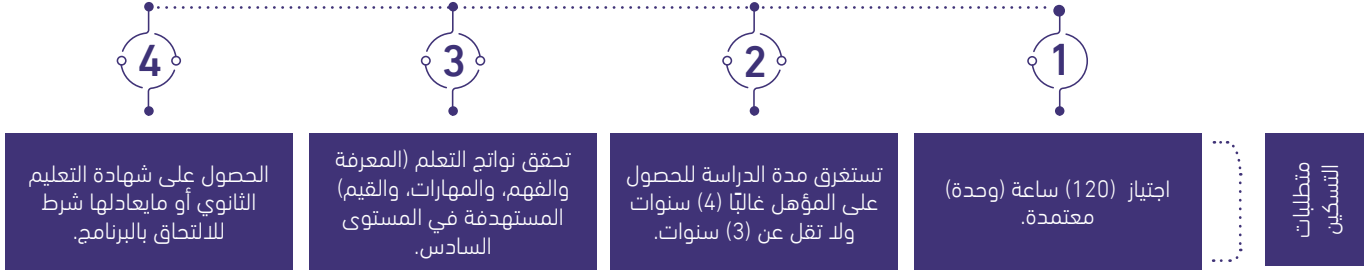 متطلبات
التسكين
1
اجتياز (120) ساعة (وحدة)
معتمدة.
2
تستغرق مدة الدراسة للحصول
على المؤهل غالبًا (4) سنوات
ولا تقل عن (3) سنوات.
3
تحقق نواتج التعلم (المعرفة
والفهم، والمهارات، والقيم)
المستهدفة في المستوى
السادس.
4
الحصول على شهادة التعليم
الثانوي أو مايعادلها شرط
للالتحاق بالبرنامج.